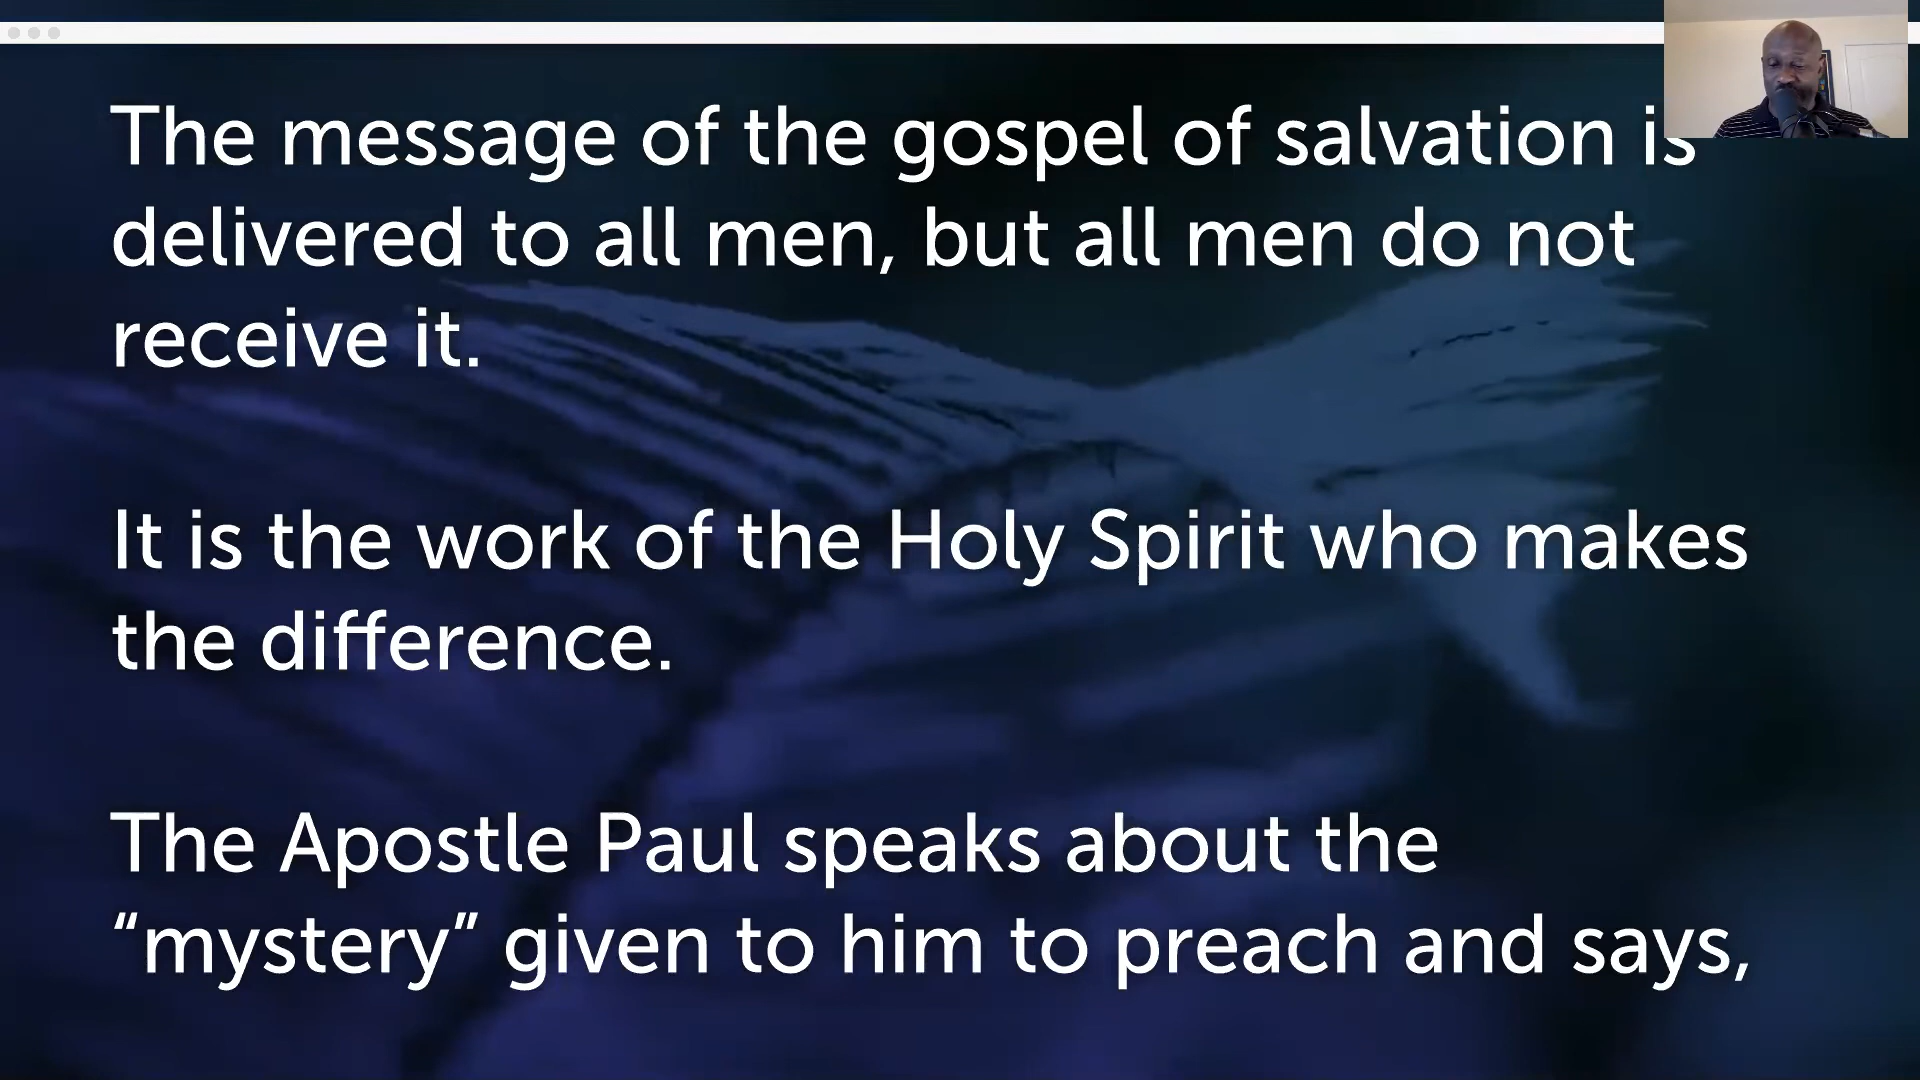 The message of the gospel of salvation is
delivered to all men, but all men do not
receive it.
It is the work of the Holy Spirit who makes
the difference.
The Apostle Paul speaks about the
“mystery” given to him to preach and says,